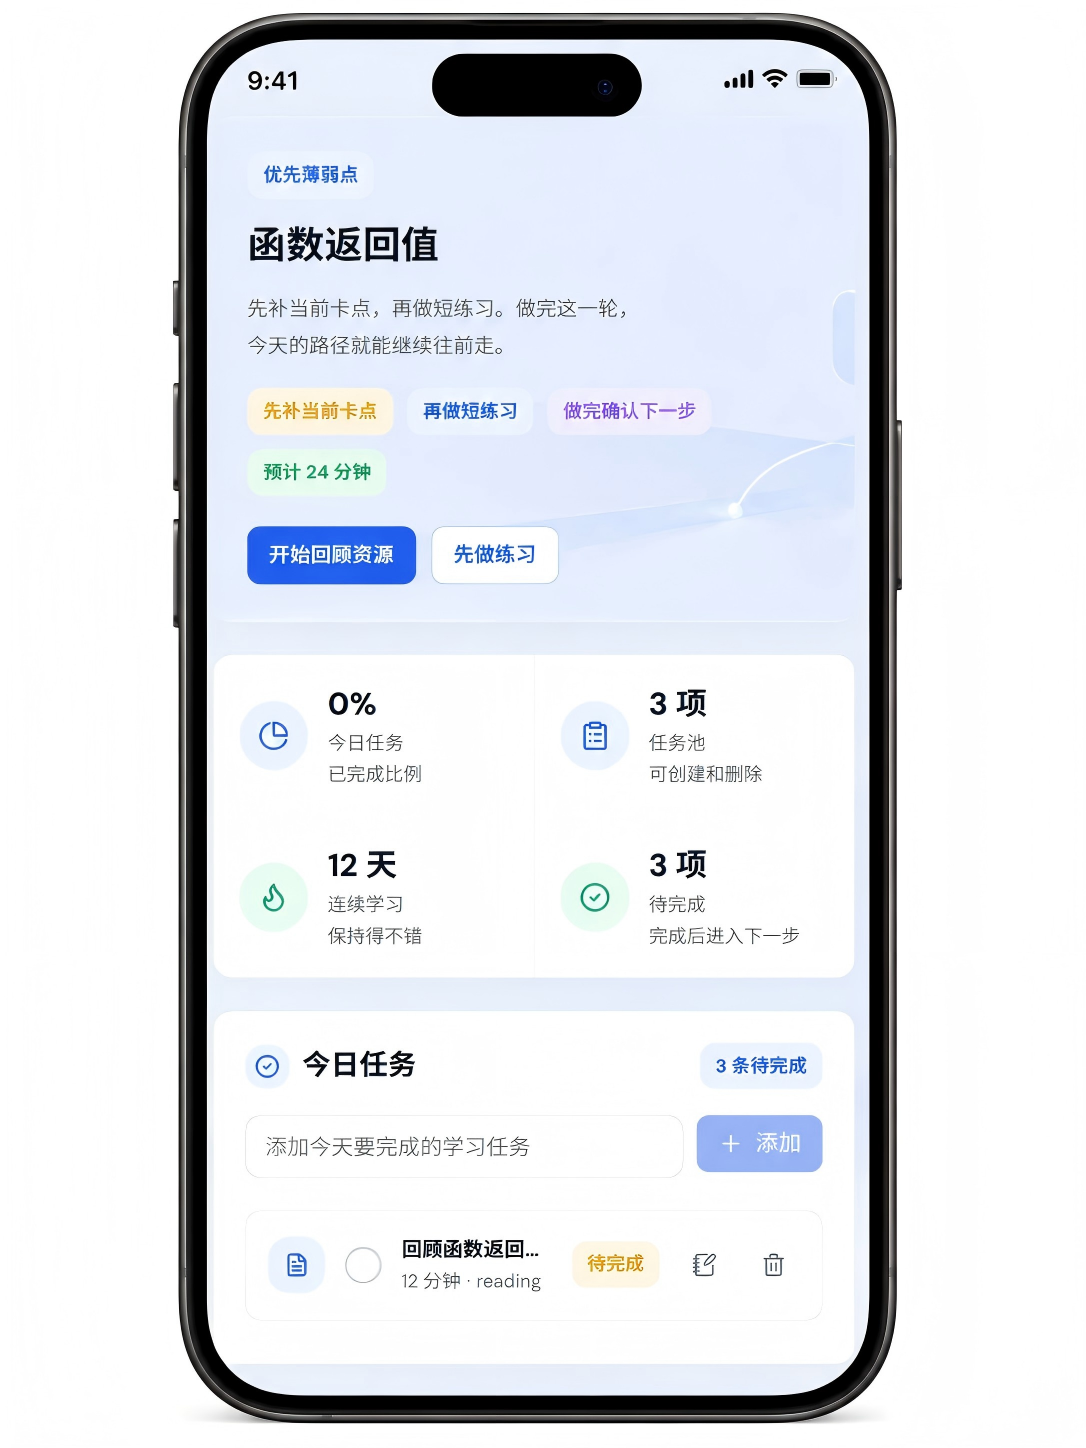 9:41
优先薄弱点
函数返回值
先补当前卡点，再做短练习。做完这一轮，
今天的路径就能继续往前走。
先补当前卡点 再做短练习 做完确认下一步
预计 24 分钟
开始回顾资源 先做练习
0%
今日任务
已完成比例
3 项
任务池
可创建和删除
12 天
连续学习
保持得不错
3 项
待完成
完成后进入下一步
今日任务 3 条待完成
添加今天要完成的学习任务 + 添加
回顾函数返回... 待完成
12 分钟 · reading